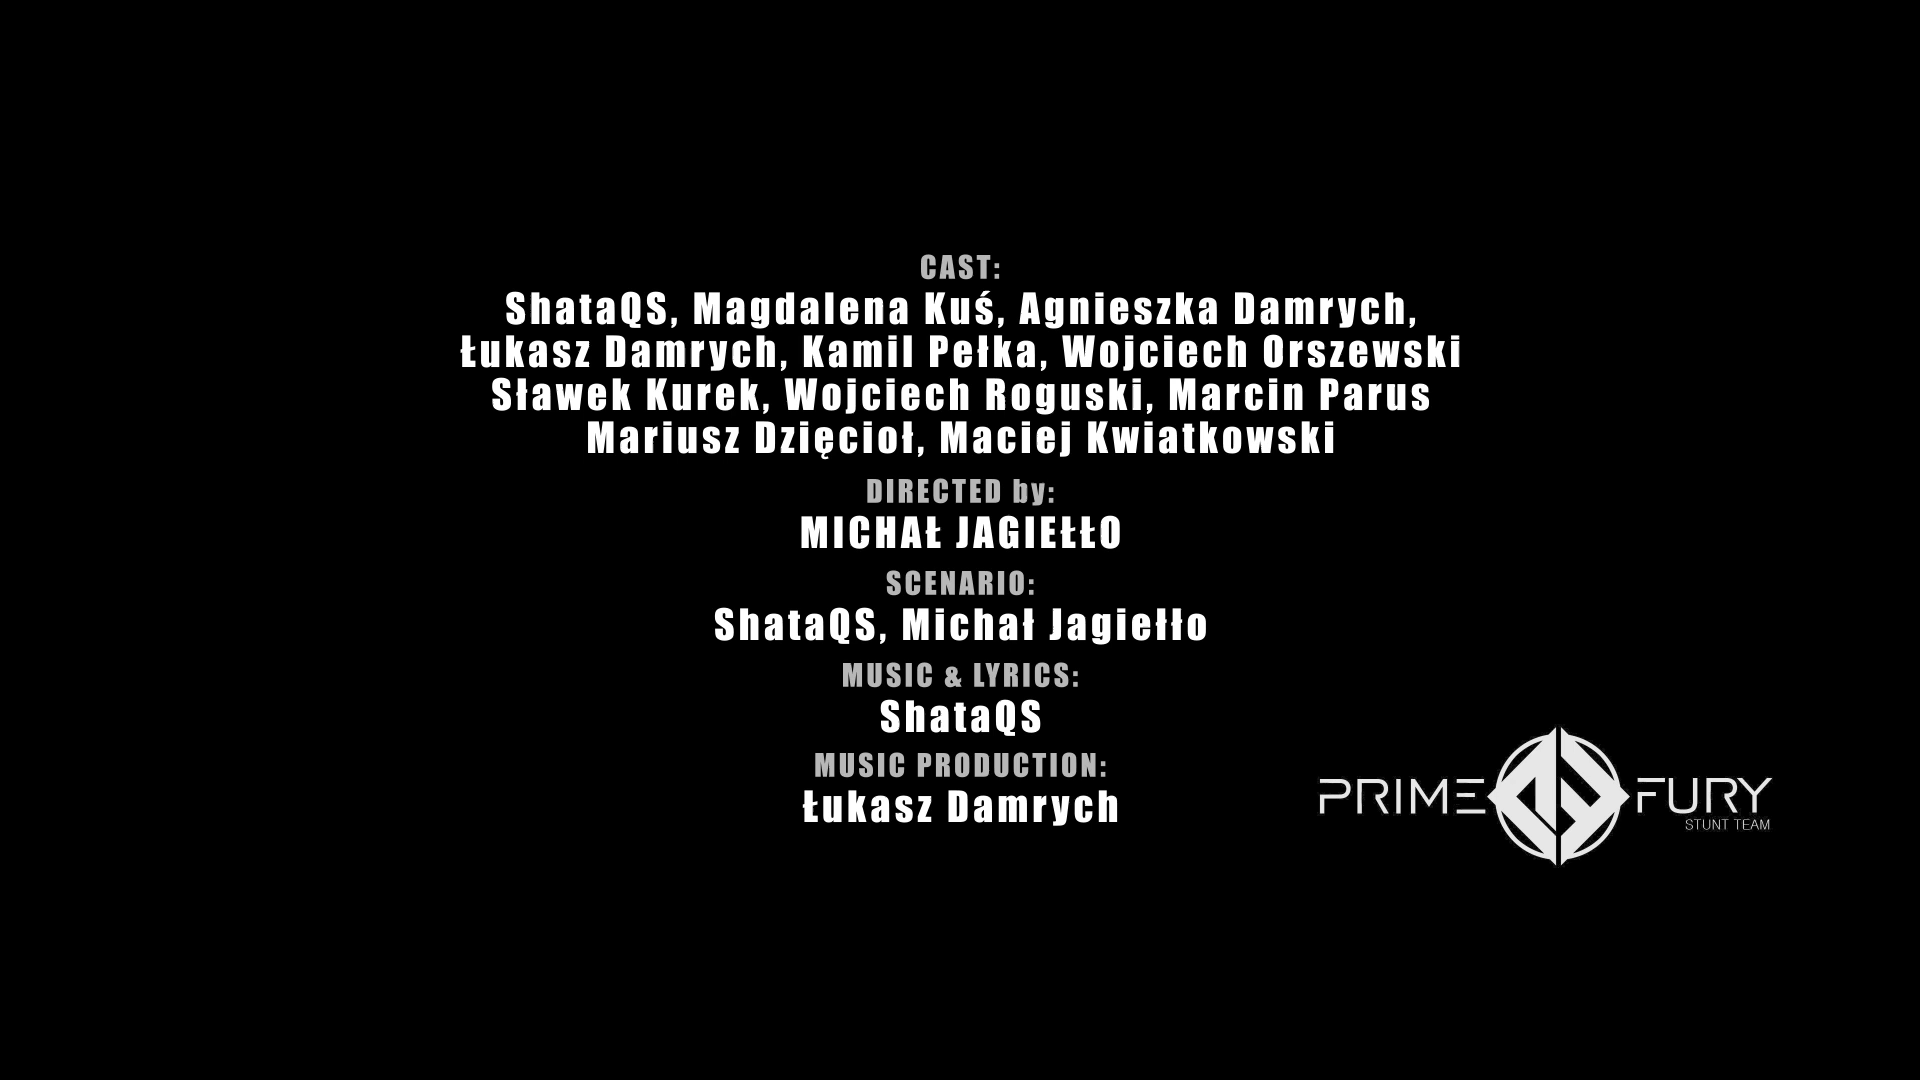 CAST:
ShataQS, Magdalena Kuś, Agnieszka Damrych,
Łukasz Damrych, Kamil Pełka, Wojciech Orszewski
Sławek Kurek, Wojciech Roguski, Marcin Parus
Mariusz Dzięcioł, Maciej Kwiatkowski
DIRECTED by:
MICHAŁ JAGIEŁŁO
SCENARIO:
ShataQS, Michał Jagiełło
MUSIC & LYRICS:
ShataQS
MUSIC PRODUCTION:
Łukasz Damrych
PRIME FURY
STUNT TEAM